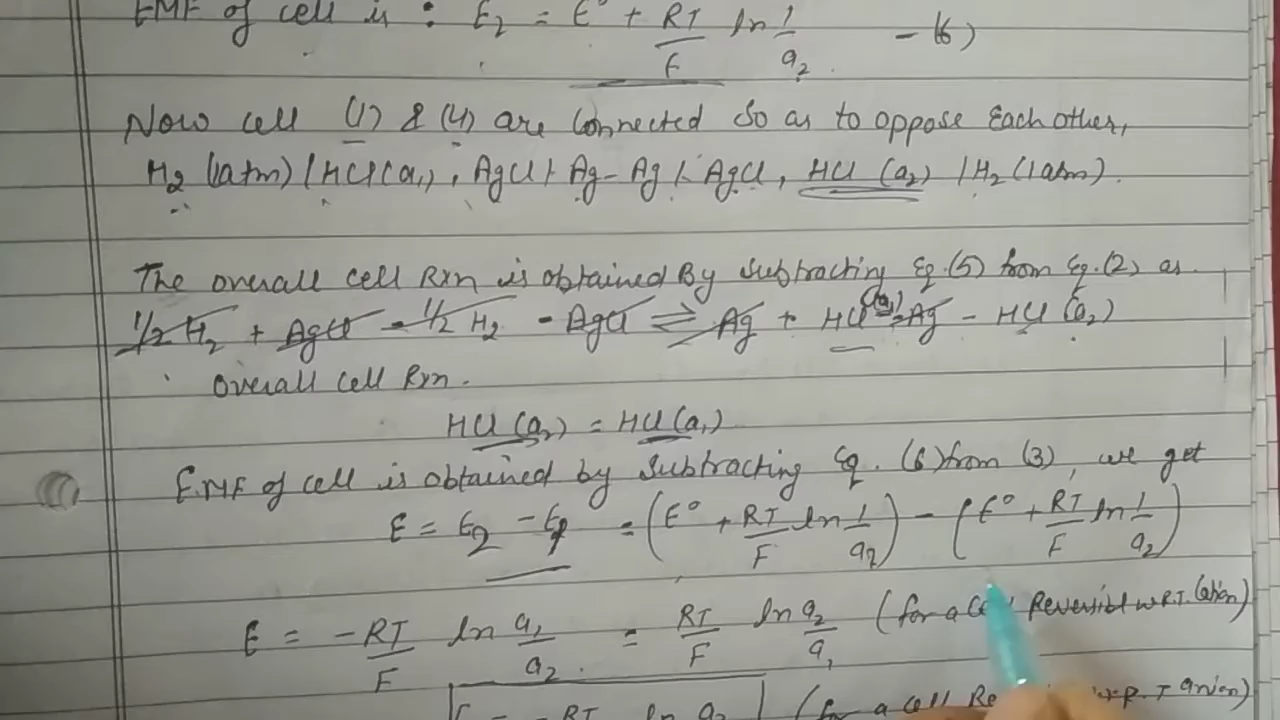 EMF of cell is : E₂ = E° + RT/F ln 1/a₂ - (6)
Now cell (1) & (4) are connected so as to oppose each other,
H₂ (1atm) | HCl (a₁), AgCl | Ag - Ag | AgCl, HCl (a₂) | H₂ (1atm).
The overall cell Rxn is obtained By subtracting Eq.(5) from Eq.(2) as
1/2 H₂ + AgCl - 1/2 H₂ - AgCl ⇌ Ag + HCl (a₁) - Ag - HCl (a₂)
Overall cell Rxn.
HCl (a₂) = HCl (a₁)
EMF of cell is obtained by subtracting Eq. (6) from (3), we get
E = E₂ - E₁ = (E° + RT/F ln 1/a₂) - (E° + RT/F ln 1/a₂)
E = -RT/F ln a₁/a₂ = RT/F ln a₂/a₁ (for a Reversible w.R.T. Cation)
-RT ln a₂ (for a cell w.R.T anion)